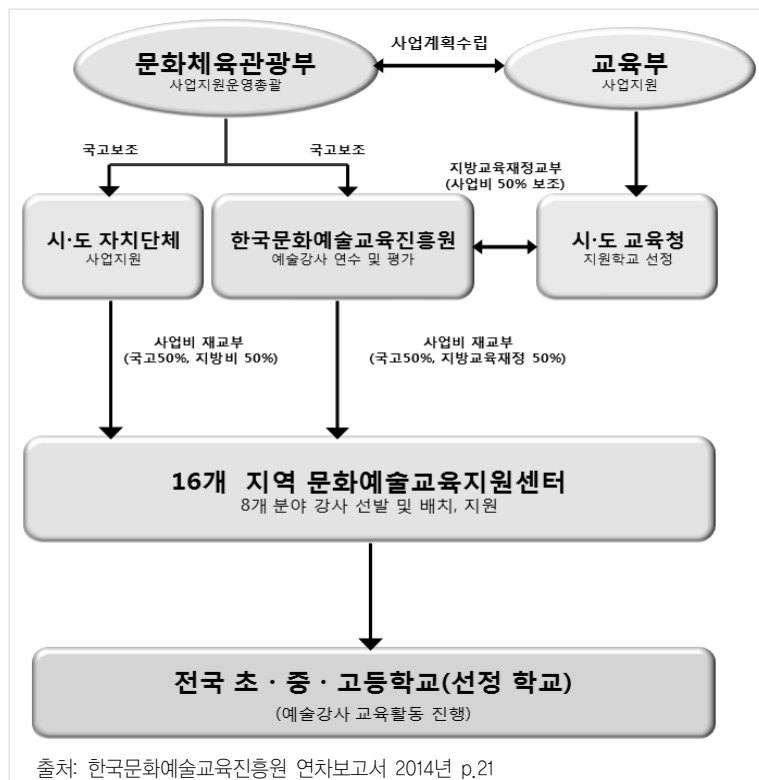 문화체육관광부
사업지원운영총괄
사업계획수립
교육부
사업지원
국고보조
국고보조
지방교육재정교부
(사업비 50% 보조)
시·도 자치단체
사업지원
한국문화예술교육진흥원
예술강사 연수 및 평가
시·도 교육청
지원학교 선정
사업비 재교부
(국고50%, 지방비 50%)
사업비 재교부
(국고50%, 지방교육재정 50%)
16개 지역 문화예술교육지원센터
8개 분야 강사 선발 및 배치, 지원
전국 초 · 중 · 고등학교(선정 학교)
(예술강사 교육활동 진행)
출처: 한국문화예술교육진흥원 연차보고서 2014년 p.21